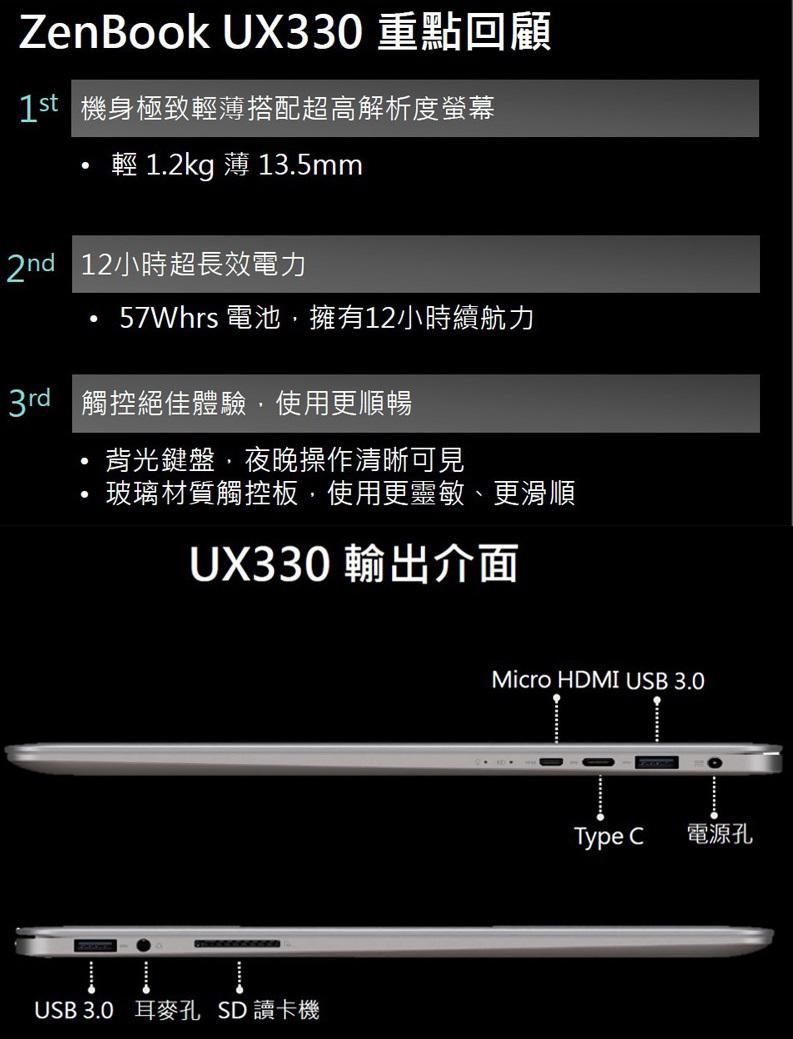 ZenBook UX330 重點回顧
1st 機身極致輕薄搭配超高解析度螢幕
• 輕 1.2kg 薄 13.5mm
2nd 12小時超長效電力
• 57Whrs 電池，擁有12小時續航力
3rd 觸控絕佳體驗，使用更順暢
• 背光鍵盤，夜晚操作清晰可見
• 玻璃材質觸控板，使用更靈敏、更滑順
UX330 輸出介面
Micro HDMI USB 3.0
Type C 電源孔
USB 3.0 耳麥孔 SD 讀卡機